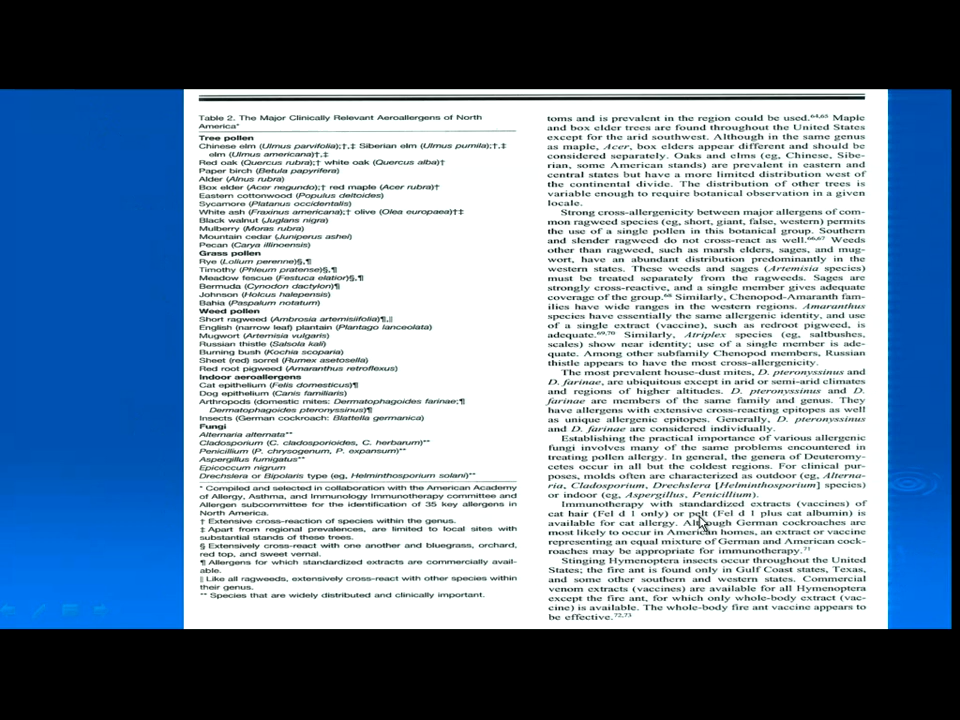 Table 2. The Major Clinically Relevant Aeroallergens of North
America*
Tree pollen
Chinese elm (Ulmus parvifolia);†,‡ Siberian elm (Ulmus pumila);†,‡
elm (Ulmus americana)†,‡
Red oak (Quercus rubra);† white oak (Quercus alba)†
Paper birch (Betula papyrifera)
Alder (Alnus rubra)
Box elder (Acer negundo);† red maple (Acer rubra)†
Eastern cottonwood (Populus deltoides)
Sycamore (Platanus occidentalis)
White ash (Fraxinus americana);† olive (Olea europaea)†‡
Black walnut (Juglans nigra)
Mulberry (Moras rubra)
Mountain cedar (Juniperus ashei)
Pecan (Carya illinoensis)
Grass pollen
Rye (Lolium perenne)§,¶
Timothy (Phleum pratense)§,¶
Meadow fescue (Festuca elatior)§,¶
Bermuda (Cynodon dactylon)¶
Johnson (Holcus halepensis)
Bahia (Paspalum notatum)
Weed pollen
Short ragweed (Ambrosia artemisiifolia)¶,||
English (narrow leaf) plantain (Plantago lanceolata)
Mugwort (Artemisia vulgaris)
Russian thistle (Salsola kali)
Burning bush (Kochia scoparia)
Sheet (red) sorrel (Rumex asetosella)
Red root pigweed (Amaranthus retroflexus)
Indoor aeroallergens
Cat epithelium (Felis domesticus)¶
Dog epithelium (Canis familiaris)
Arthropods (domestic mites: Dermatophagoides farinae;¶
Dermatophagoides pteronyssinus)¶
Insects (German cockroach: Blattella germanica)
Fungi
Alternaria alternata**
Cladosporium (C. cladosporioides, C. herbarum)**
Penicillium (P. chrysogenum, P. expansum)**
Aspergillus fumigatus**
Epicoccum nigrum
Drechslera or Bipolaris type (eg, Helminthosporium solani)**
* Compiled and selected in collaboration with the American Academy
of Allergy, Asthma, and Immunology Immunotherapy committee and
Allergen subcommittee for the identification of 35 key allergens in
North America.
† Extensive cross-reaction of species within the genus.
‡ Apart from regional prevalences, are limited to local sites with
substantial stands of these trees.
§ Extensively cross-react with one another and bluegrass, orchard,
red top, and sweet vernal.
¶ Allergens for which standardized extracts are commercially avail-
able.
|| Like all ragweeds, extensively cross-react with other species within
their genus.
** Species that are widely distributed and clinically important.
toms and is prevalent in the region could be used.64,65 Maple
and box elder trees are found throughout the United States
except for the arid southwest. Although in the same genus
as maple, Acer, box elders appear different and should be
considered separately. Oaks and elms (eg, Chinese, Sibe-
rian, some American stands) are prevalent in eastern and
central states but have a more limited distribution west of
the continental divide. The distribution of other trees is
variable enough to require botanical observation in a given
locale.
Strong cross-allergenicity between major allergens of com-
mon ragweed species (eg, short, giant, false, western) permits
the use of a single pollen in this botanical group. Southern
and slender ragweed do not cross-react as well.66,67 Weeds
other than ragweed, such as marsh elders, sages, and mug-
wort, have an abundant distribution predominantly in the
western states. These weeds and sages (Artemisia species)
must be treated separately from the ragweeds. Sages are
strongly cross-reactive, and a single member gives adequate
coverage of the group.68 Similarly, Chenopod-Amaranth fam-
ilies have wide ranges in the western regions. Amaranthus
species have essentially the same allergenic identity, and use
of a single extract (vaccine), such as redroot pigweed, is
adequate.69,70 Similarly, Atriplex species (eg, saltbushes,
scales) show near identity; use of a single member is ade-
quate. Among other subfamily Chenopod members, Russian
thistle appears to have the most cross-allergenicity.
The most prevalent house-dust mites, D. pteronyssinus and
D. farinae, are ubiquitous except in arid or semi-arid climates
and regions of higher altitudes. D. pteronyssinus and D.
farinae are members of the same family and genus. They
have allergens with extensive cross-reacting epitopes as well
as unique allergenic epitopes. Generally, D. pteronyssinus
and D. farinae are considered individually.
Establishing the practical importance of various allergenic
fungi involves many of the same problems encountered in
treating pollen allergy. In general, the genera of Deuteromy-
cetes occur in all but the coldest regions. For clinical pur-
poses, molds often are characterized as outdoor (eg, Alterna-
ria, Cladosporium, Drechslera [Helminthosporium] species)
or indoor (eg, Aspergillus, Penicillium).
Immunotherapy with standardized extracts (vaccines) of
cat hair (Fel d 1 only) or pelt (Fel d 1 plus cat albumin) is
available for cat allergy. Although German cockroaches are
most likely to occur in American homes, an extract or vaccine
representing an equal mixture of German and American cock-
roaches may be appropriate for immunotherapy.71
Stinging Hymenoptera insects occur throughout the United
States; the fire ant is found only in Gulf Coast states, Texas,
and some other southern and western states. Commercial
venom extracts (vaccines) are available for all Hymenoptera
except the fire ant, for which only whole-body extract (vac-
cine) is available. The whole-body fire ant vaccine appears to
be effective.72,73